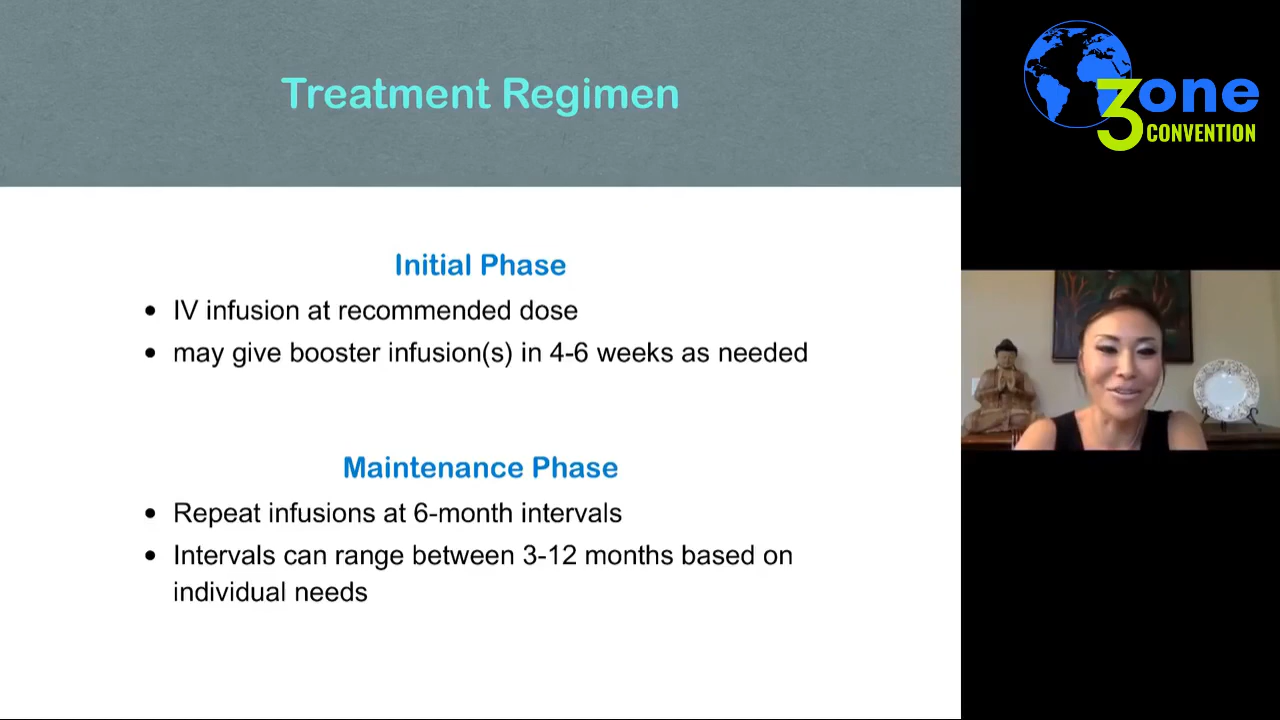 Treatment Regimen
Initial Phase
• IV infusion at recommended dose
• may give booster infusion(s) in 4-6 weeks as needed
Maintenance Phase
• Repeat infusions at 6-month intervals
• Intervals can range between 3-12 months based on
individual needs
O3one
CONVENTION